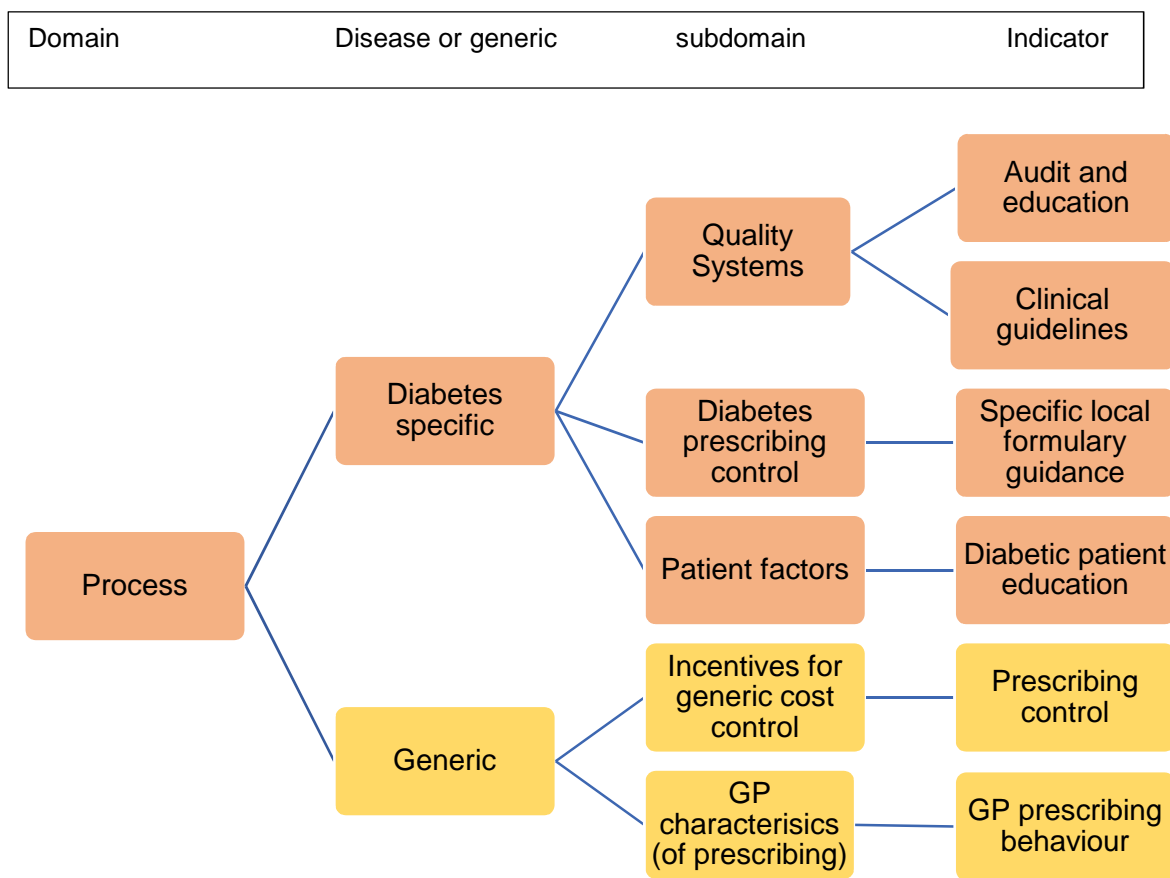 Domain Disease or generic subdomain Indicator
Audit and
education
Quality
Systems
Clinical
guidelines
Diabetes
specific
Diabetes
prescribing
control
Specific local
formulary
guidance
Process
Patient factors
Diabetic patient
education
Incentives for
generic cost
control
Prescribing
control
Generic
GP
characterisics
(of prescribing)
GP prescribing
behaviour